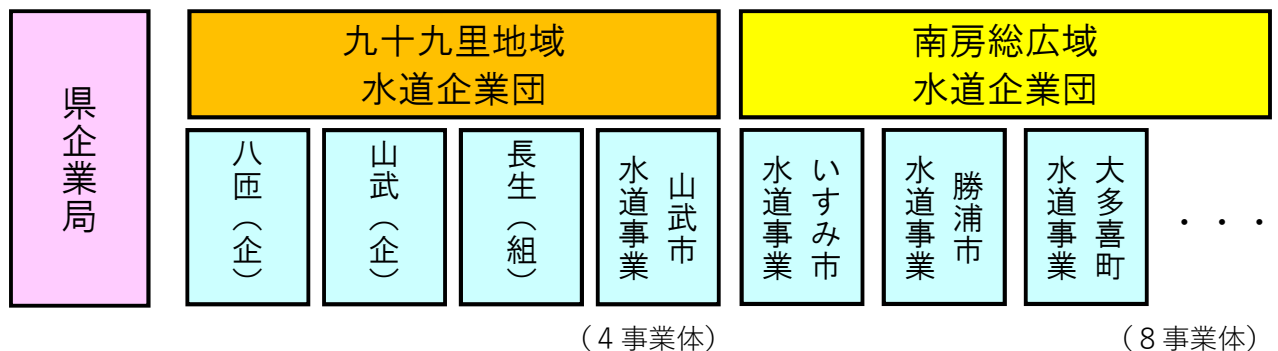 県企業局
九十九里地域
水道企業団
南房総広域
水道企業団
八匝（企）
山武（企）
長生（組）
山武市
水道事業
いすみ市
水道事業
勝浦市
水道事業
大多喜町
水道事業
・・・
（4事業体）
（8事業体）